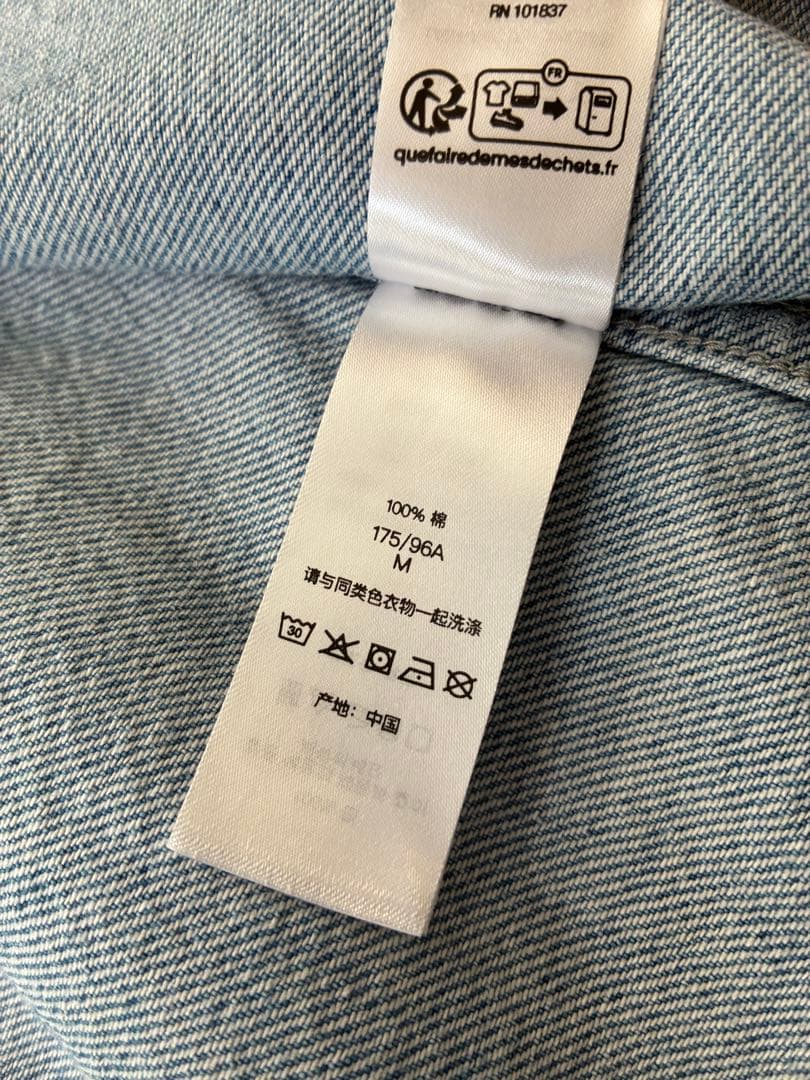 RN 101837
FR
quefairedemesdechets.fr
100% 棉
175/96A
M
请与同类色衣物一起洗涤
30
产地：中国